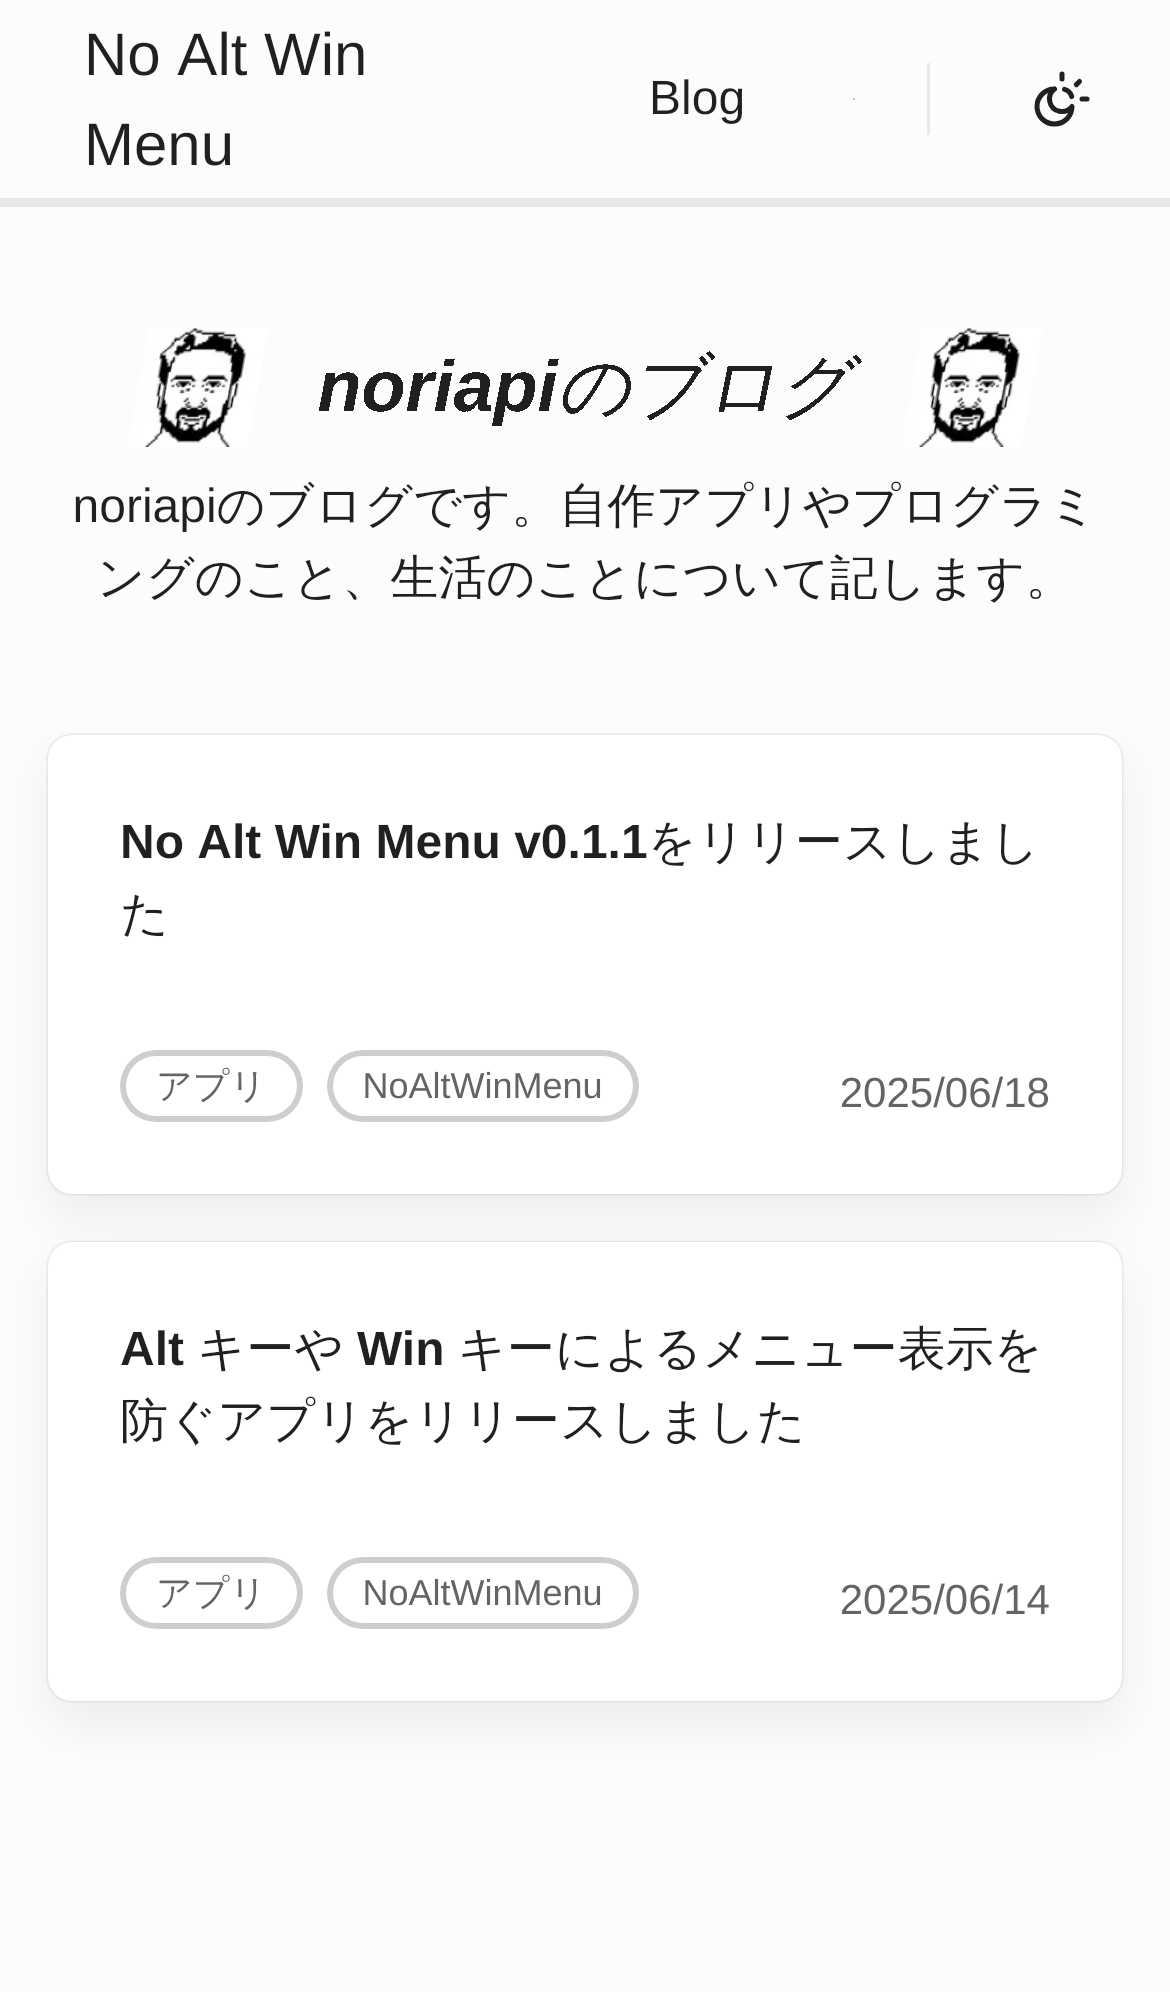 No Alt Win
Menu
Blog
noriapiのブログ
noriapiのブログです。自作アプリやプログラミ
ングのこと、生活のことについて記します。
No Alt Win Menu v0.1.1をリリースしまし
た
アプリ NoAltWinMenu 2025/06/18
Alt キーや Win キーによるメニュー表示を
防ぐアプリをリリースしました
アプリ NoAltWinMenu 2025/06/14